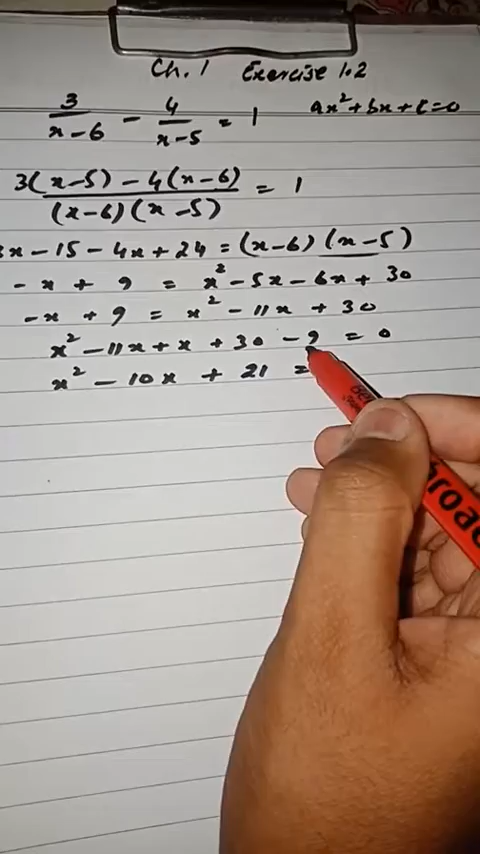 Ch. 1 Exercise 1.2
3/(x-6) - 4/(x-5) = 1    ax² + bx + c = 0
(3(x-5) - 4(x-6))/((x-6)(x-5)) = 1
3x - 15 - 4x + 24 = (x-6)(x-5)
- x + 9 = x² - 5x - 6x + 30
-x + 9 = x² - 11x + 30
x² - 11x + x + 30 - 9 = 0
x² - 10x + 21 =